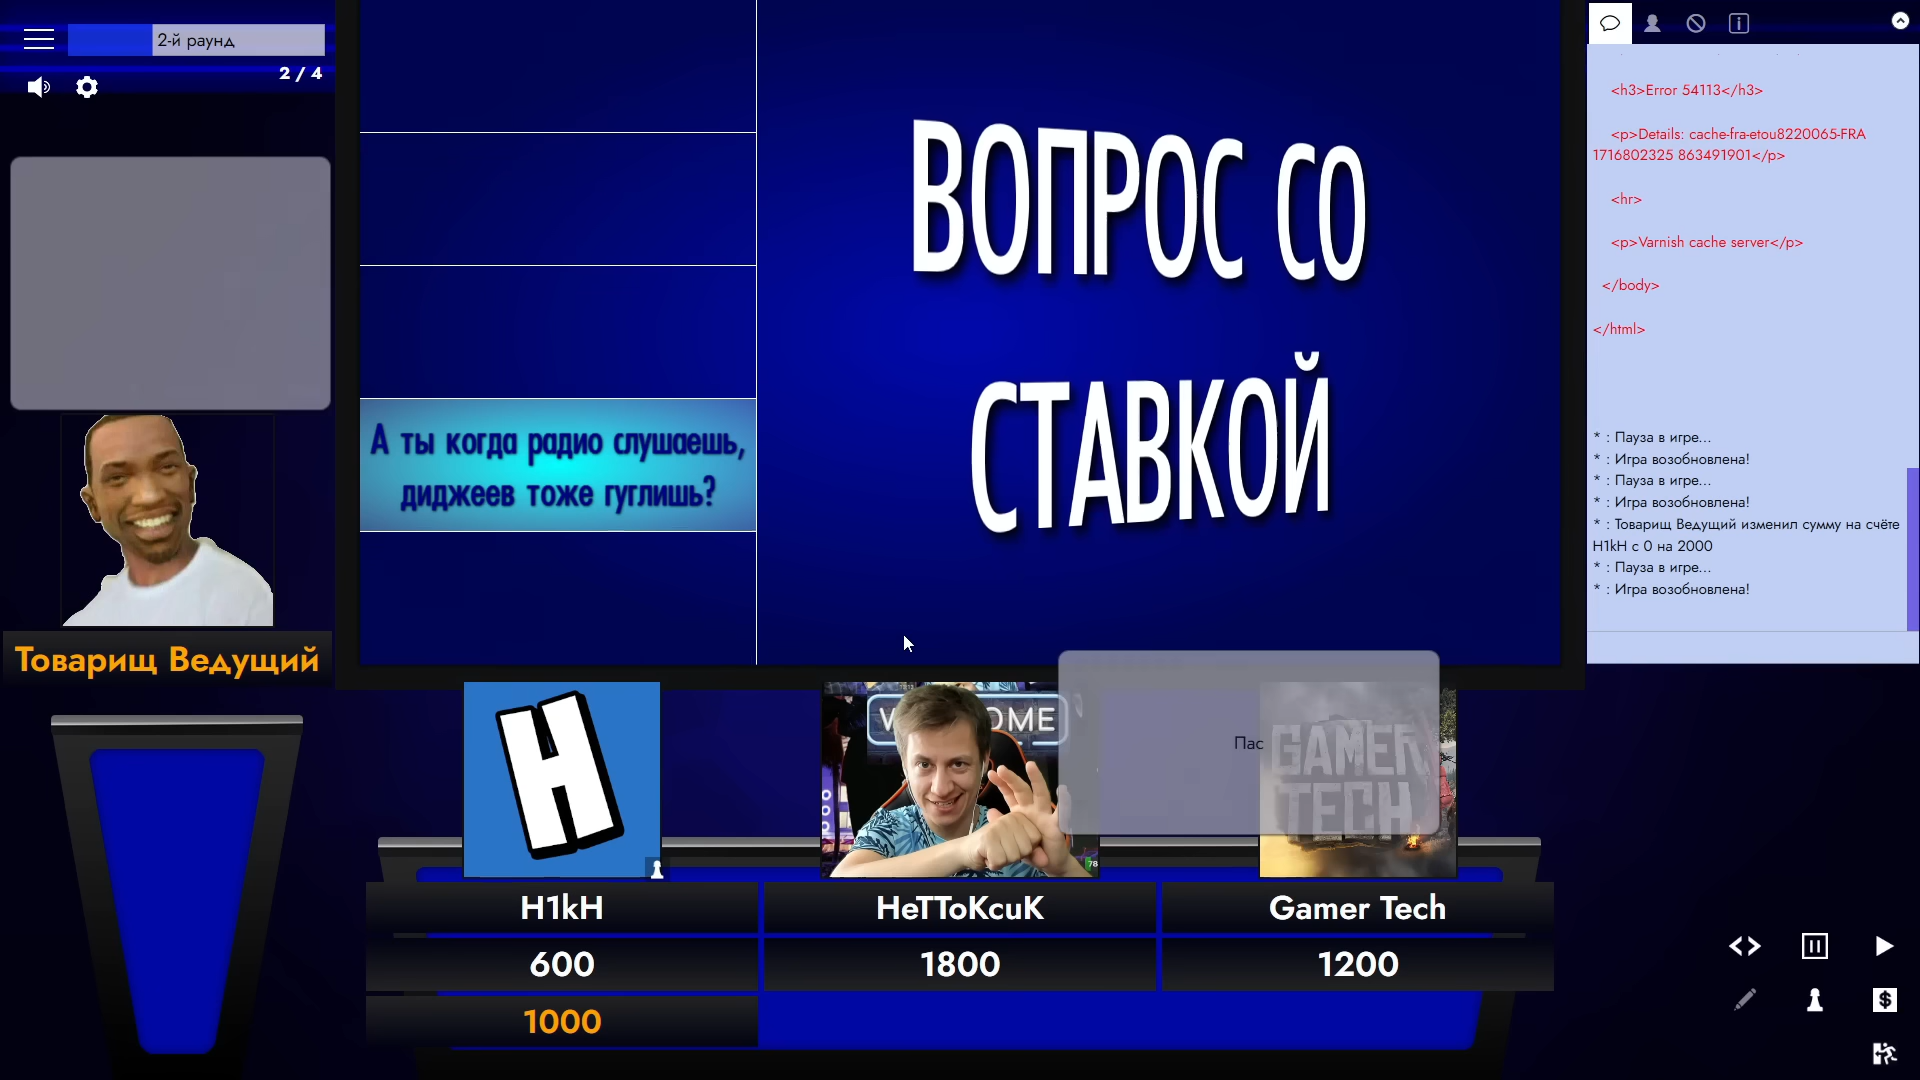 2-й раунд
2 / 4
ВОПРОС СО
СТАВКОЙ
А ты когда радио слушаешь,
диджеев тоже гуглишь?
<h3>Error 54113</h3>
<p>Details: cache-fra-etou8220065-FRA
1716802325 863491901</p>
<hr>
<p>Varnish cache server</p>
</body>
</html>
* : Пауза в игре...
* : Игра возобновлена!
* : Пауза в игре...
* : Игра возобновлена!
* : Товарищ Ведущий изменил сумму на счёте
H1kH с 0 на 2000
* : Пауза в игре...
* : Игра возобновлена!
Товарищ Ведущий
H
Пас
GAMER
TECH
78
H1kH
HeTToKcuK
Gamer Tech
600
1800
1200
1000